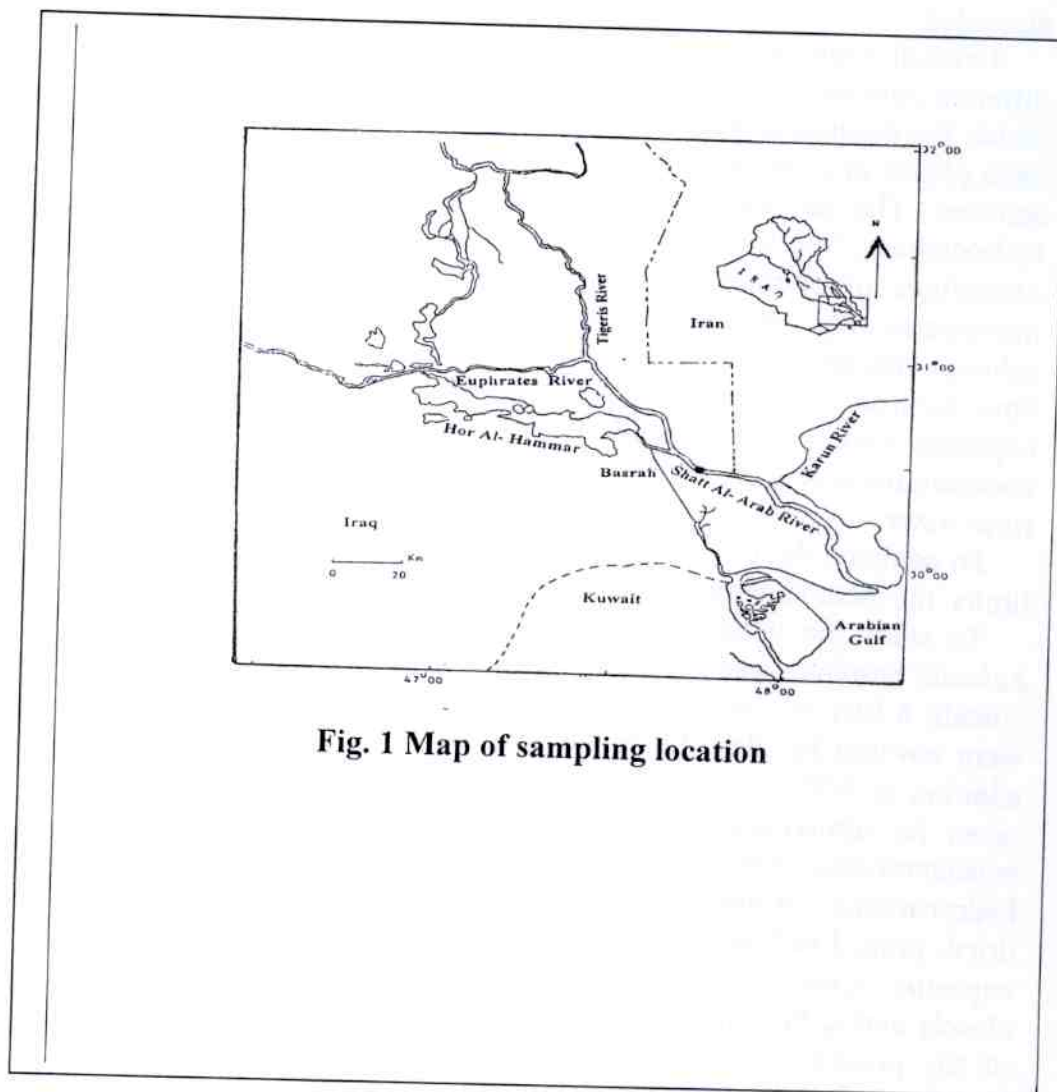 32°00
N
IRAQ
Tigeris River
Iran
31°00
Euphrates River
Karun River
Hor Al- Hammar
Basrah
Shatt Al- Arab River
Iraq
Km
0 20
30°00
Kuwait
Arabian
Gulf
47°00
48°00
Fig. 1 Map of sampling location